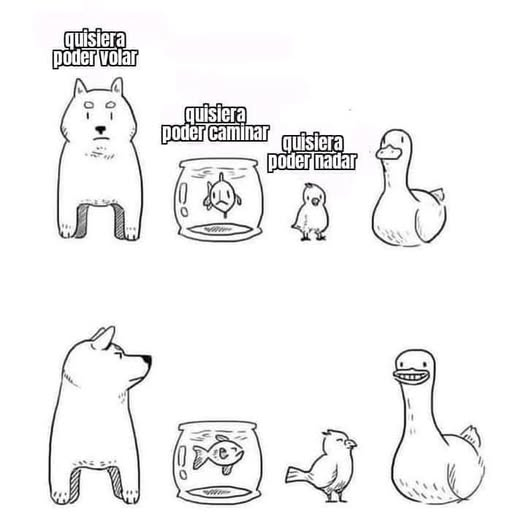 quisiera
poder volar
quisiera
poder caminar
quisiera
poder nadar